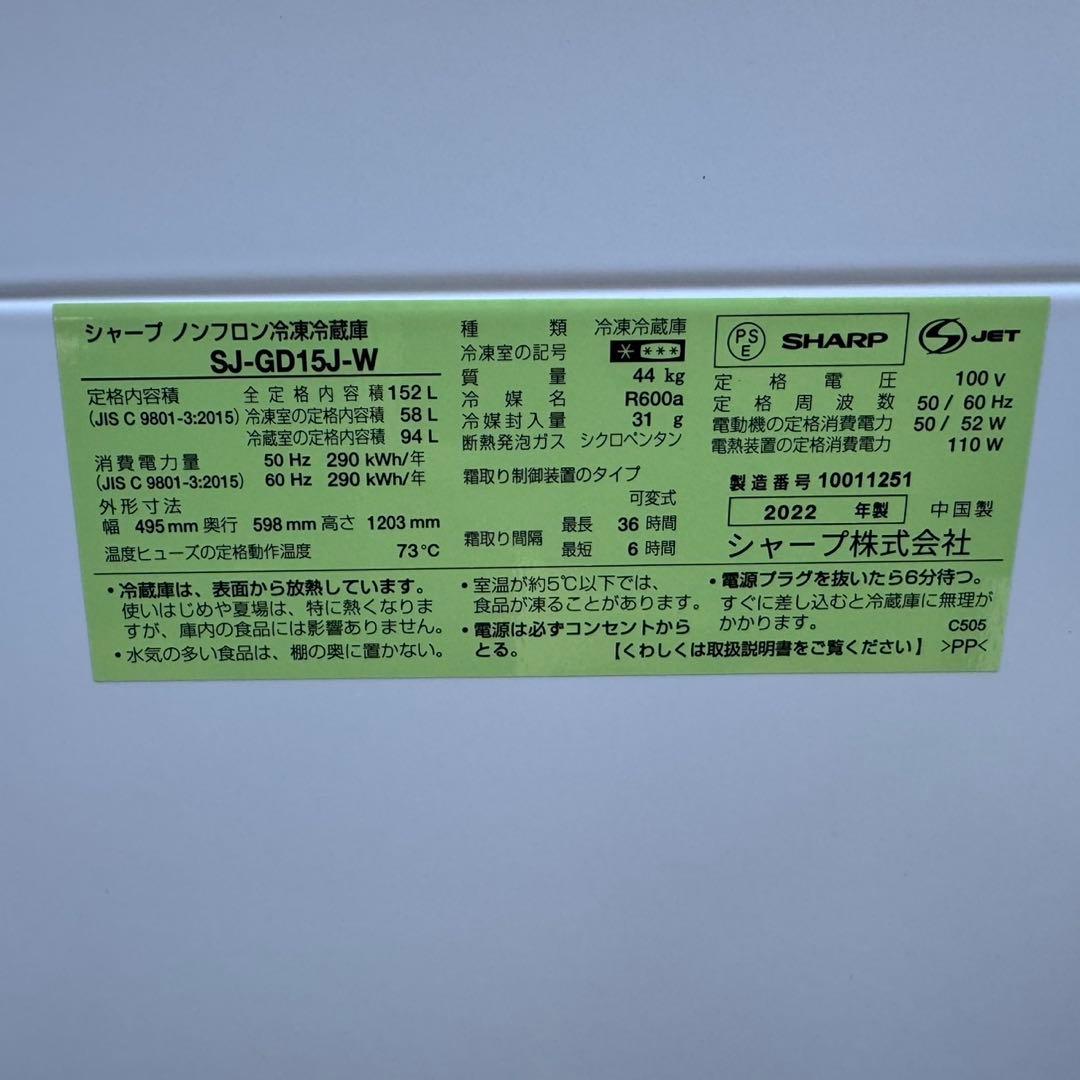 シャープ ノンフロン冷凍冷蔵庫
SJ-GD15J-W
定格内容積 全定格内容積 152 L
(JIS C 9801-3:2015) 冷凍室の定格内容積 58 L
冷蔵室の定格内容積 94 L
消費電力量 50 Hz 290 kWh/年
(JIS C 9801-3:2015) 60 Hz 290 kWh/年
外形寸法
幅 495 mm 奥行 598 mm 高さ 1203 mm
温度ヒューズの定格動作温度 73℃
種類 冷凍冷蔵庫
冷凍室の記号 * ***
質量 44 kg
冷媒名 R600a
冷媒封入量 31 g
断熱発泡ガス シクロペンタン
霜取り制御装置のタイプ
可変式
霜取り間隔 最長 36 時間
最短 6 時間
PS
E
SHARP
S JET
定格電圧 100 V
定格周波数 50 / 60 Hz
電動機の定格消費電力 50 / 52 W
電熱装置の定格消費電力 110 W
製造番号 10011251
2022 年製 中国製
シャープ株式会社
・冷蔵庫は、表面から放熱しています。
使いはじめや夏場は、特に熱くなりま
すが、庫内の食品には影響ありません。
・水気の多い食品は、棚の奥に置かない。
・室温が約5℃以下では、
食品が凍ることがあります。
・電源は必ずコンセントから
とる。
・電源プラグを抜いたら6分待つ。
すぐに差し込むと冷蔵庫に無理が
かかります。 C505
【くわしくは取扱説明書をご覧ください】 >PP<